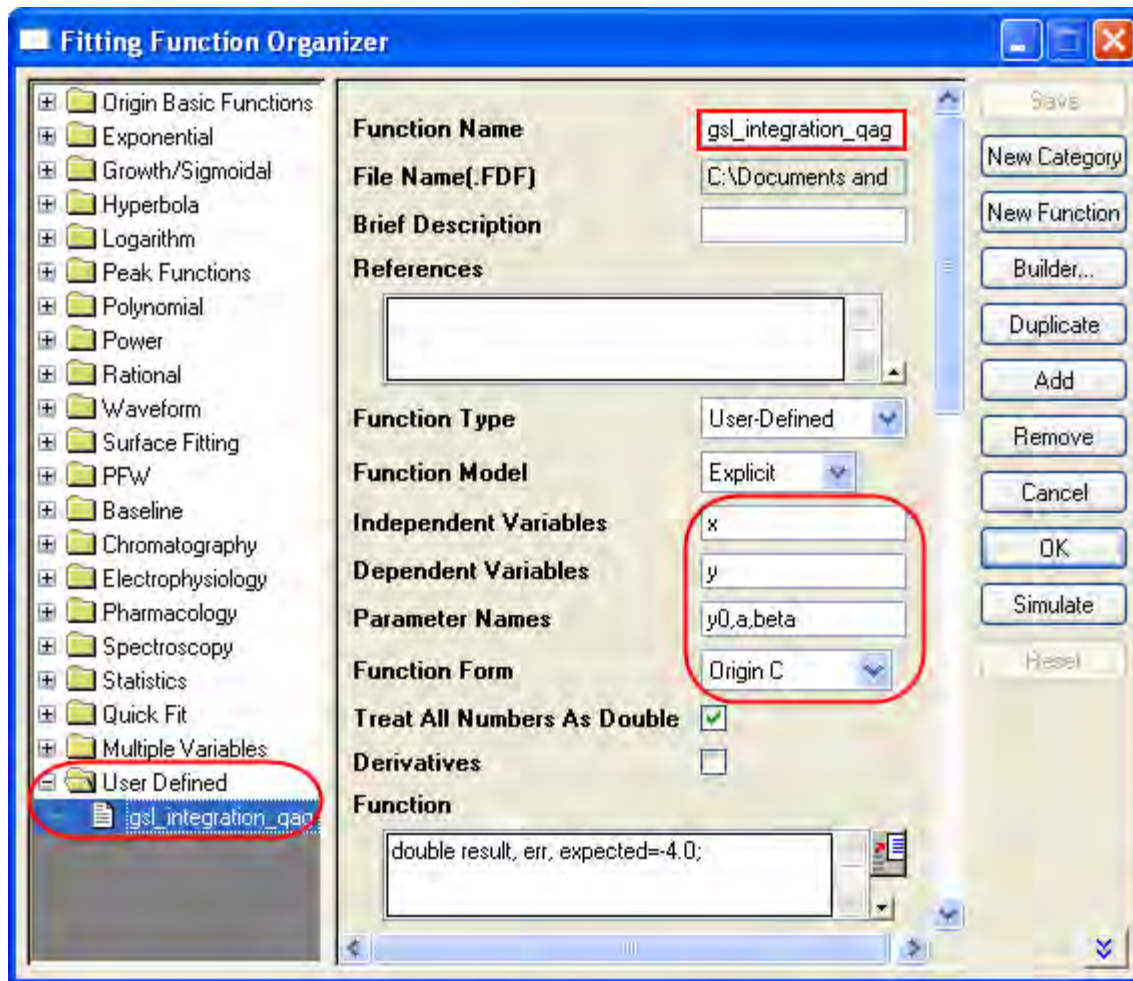 Fitting Function Organizer
Origin Basic Functions
Exponential
Growth/Sigmoidal
Hyperbola
Logarithm
Peak Functions
Polynomial
Power
Rational
Waveform
Surface Fitting
PFW
Baseline
Chromatography
Electrophysiology
Pharmacology
Spectroscopy
Statistics
Quick Fit
Multiple Variables
User Defined
gsl_integration_qag
Function Name gsl_integration_qag
File Name(.FDF) C:\Documents and
Brief Description
References
Function Type User-Defined
Function Model Explicit
Independent Variables x
Dependent Variables y
Parameter Names y0,a,beta
Function Form Origin C
Treat All Numbers As Double
Derivatives
Function
double result, err, expected=-4.0;
Save
New Category
New Function
Builder...
Duplicate
Add
Remove
Cancel
OK
Simulate
Reset